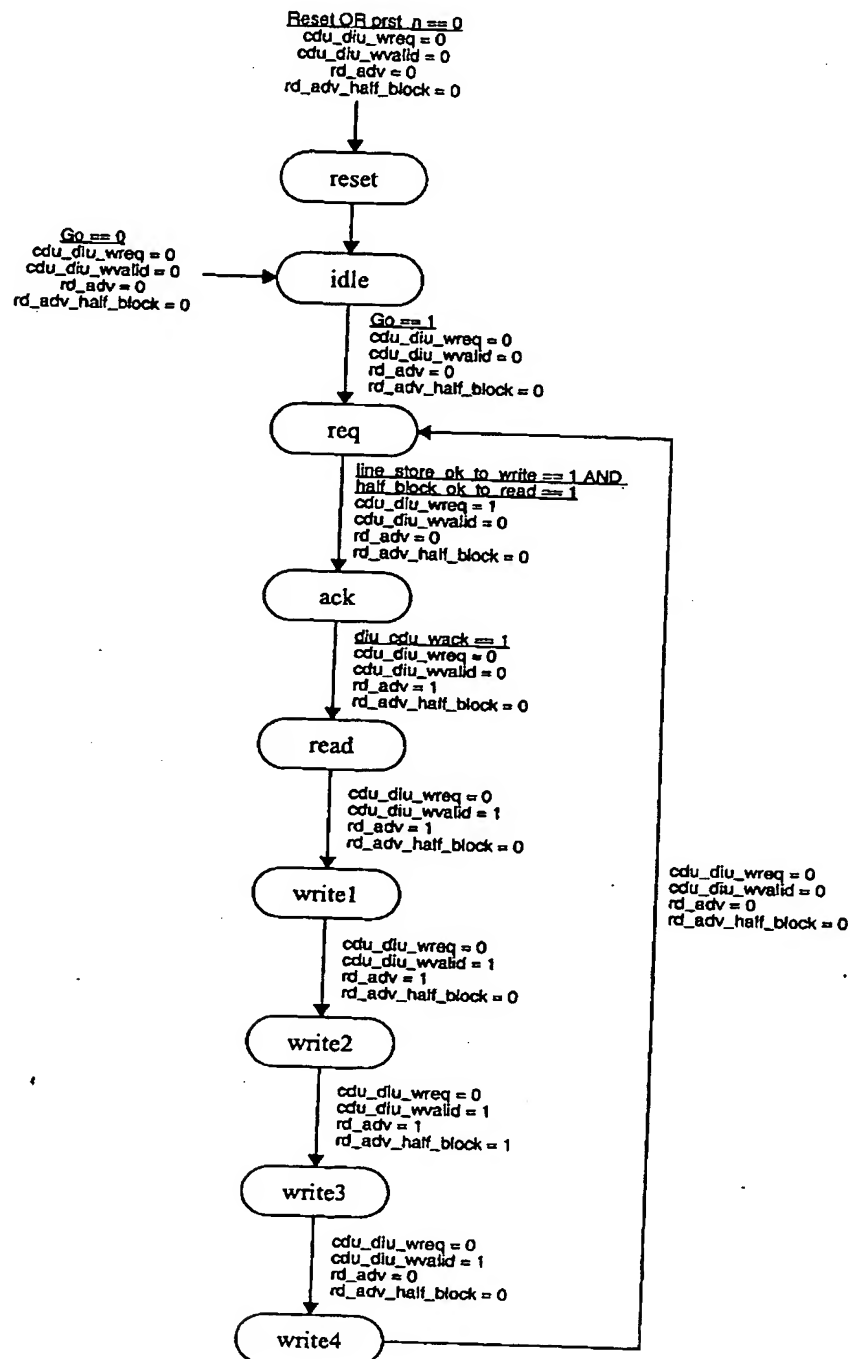 Reset OR prst_n == 0
cdu_diu_wreq = 0
cdu_diu_wvalid = 0
rd_adv = 0
rd_adv_half_block = 0
reset
Go == 0
cdu_diu_wreq = 0
cdu_diu_wvalid = 0
rd_adv = 0
rd_adv_half_block = 0
idle
Go == 1
cdu_diu_wreq = 0
cdu_diu_wvalid = 0
rd_adv = 0
rd_adv_half_block = 0
req
line_store_ok_to_write == 1 AND
half_block_ok_to_read == 1
cdu_diu_wreq = 1
cdu_diu_wvalid = 0
rd_adv = 0
rd_adv_half_block = 0
ack
diu_cdu_wack == 1
cdu_diu_wreq = 0
cdu_diu_wvalid = 0
rd_adv = 1
rd_adv_half_block = 0
read
cdu_diu_wreq = 0
cdu_diu_wvalid = 1
rd_adv = 1
rd_adv_half_block = 0
write1
cdu_diu_wreq = 0
cdu_diu_wvalid = 0
rd_adv = 0
rd_adv_half_block = 0
cdu_diu_wreq = 0
cdu_diu_wvalid = 1
rd_adv = 1
rd_adv_half_block = 0
write2
cdu_diu_wreq = 0
cdu_diu_wvalid = 1
rd_adv = 1
rd_adv_half_block = 1
write3
cdu_diu_wreq = 0
cdu_diu_wvalid = 1
rd_adv = 0
rd_adv_half_block = 0
write4